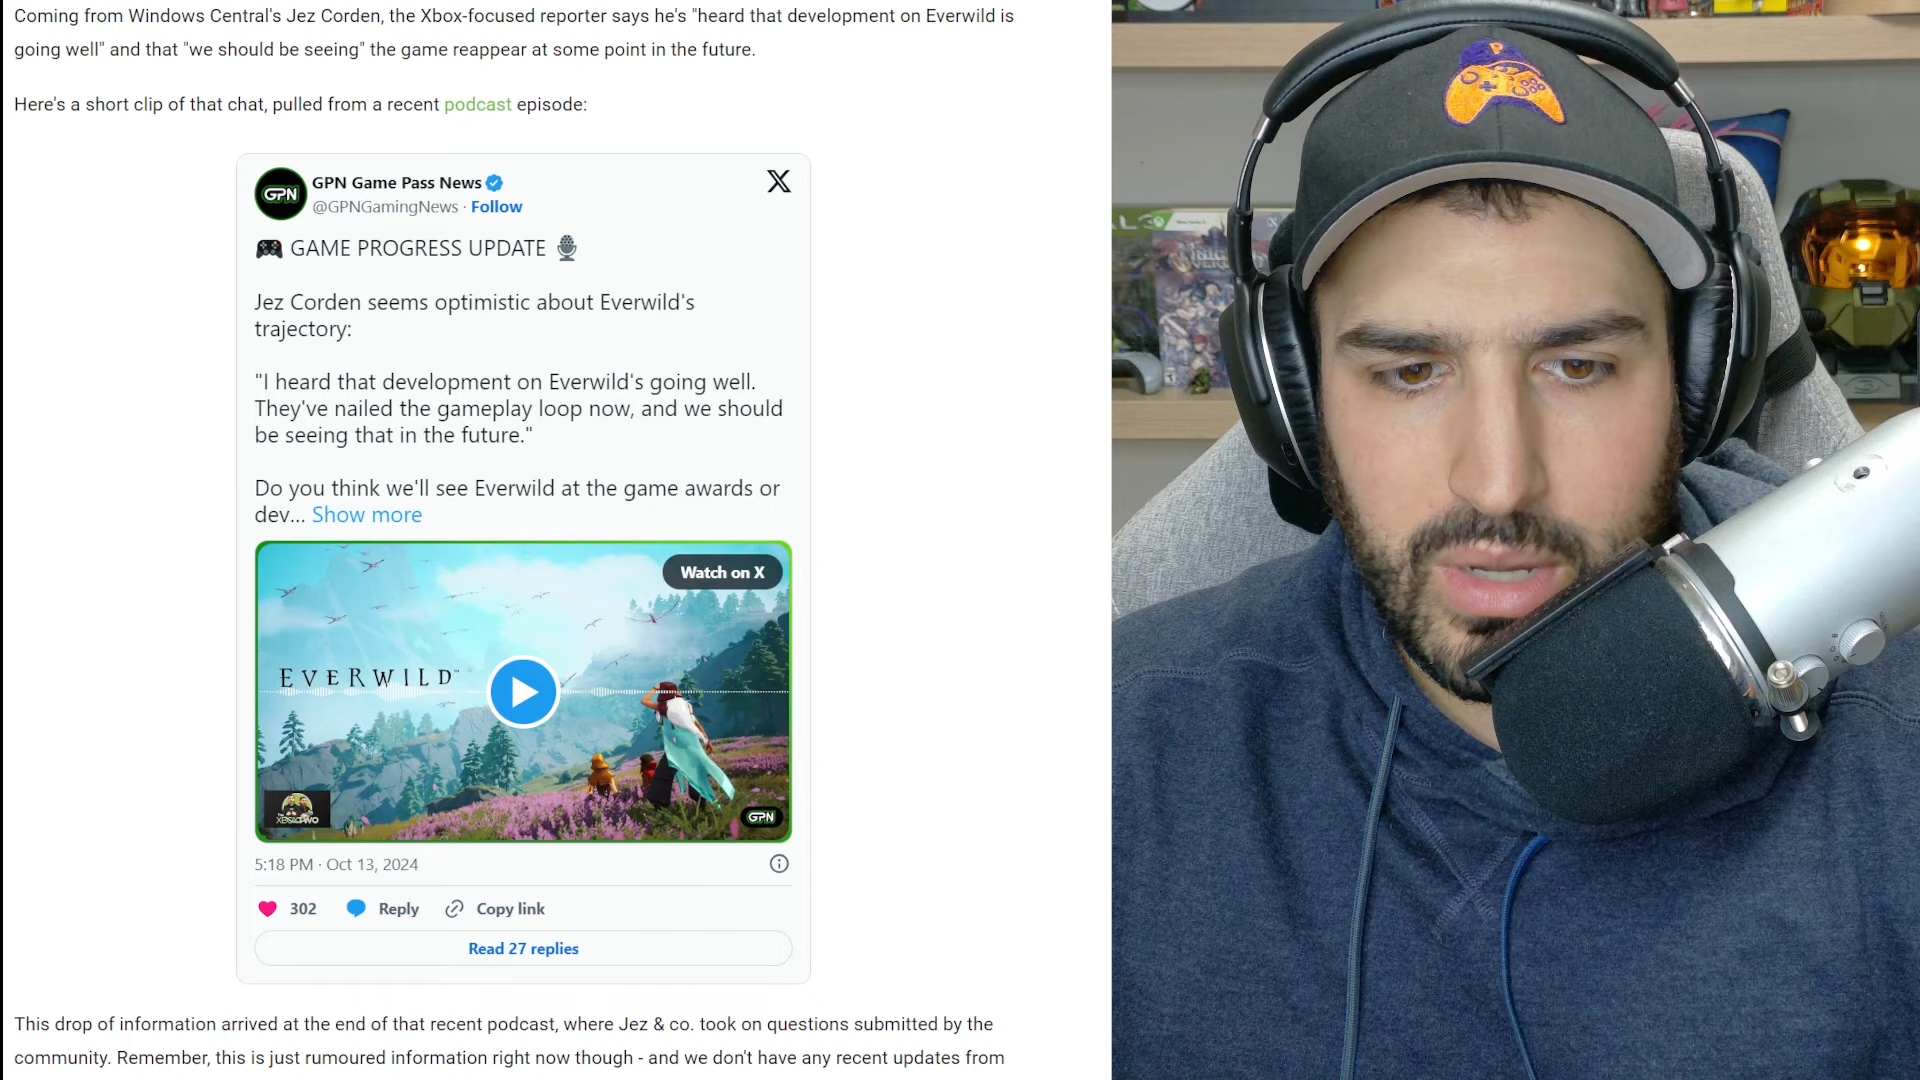 Coming from Windows Central's Jez Corden, the Xbox-focused reporter says he's "heard that development on Everwild is
going well" and that "we should be seeing" the game reappear at some point in the future.
Here's a short clip of that chat, pulled from a recent podcast episode:
GPN
GPN Game Pass News
@GPNGamingNews · Follow
GAME PROGRESS UPDATE
Jez Corden seems optimistic about Everwild's
trajectory:
"I heard that development on Everwild's going well.
They've nailed the gameplay loop now, and we should
be seeing that in the future."
Do you think we'll see Everwild at the game awards or
dev... Show more
Watch on X
EVERWILD™
GPN
5:18 PM · Oct 13, 2024
302
Reply
Copy link
Read 27 replies
This drop of information arrived at the end of that recent podcast, where Jez & co. took on questions submitted by the
community. Remember, this is just rumoured information right now though - and we don't have any recent updates from
P